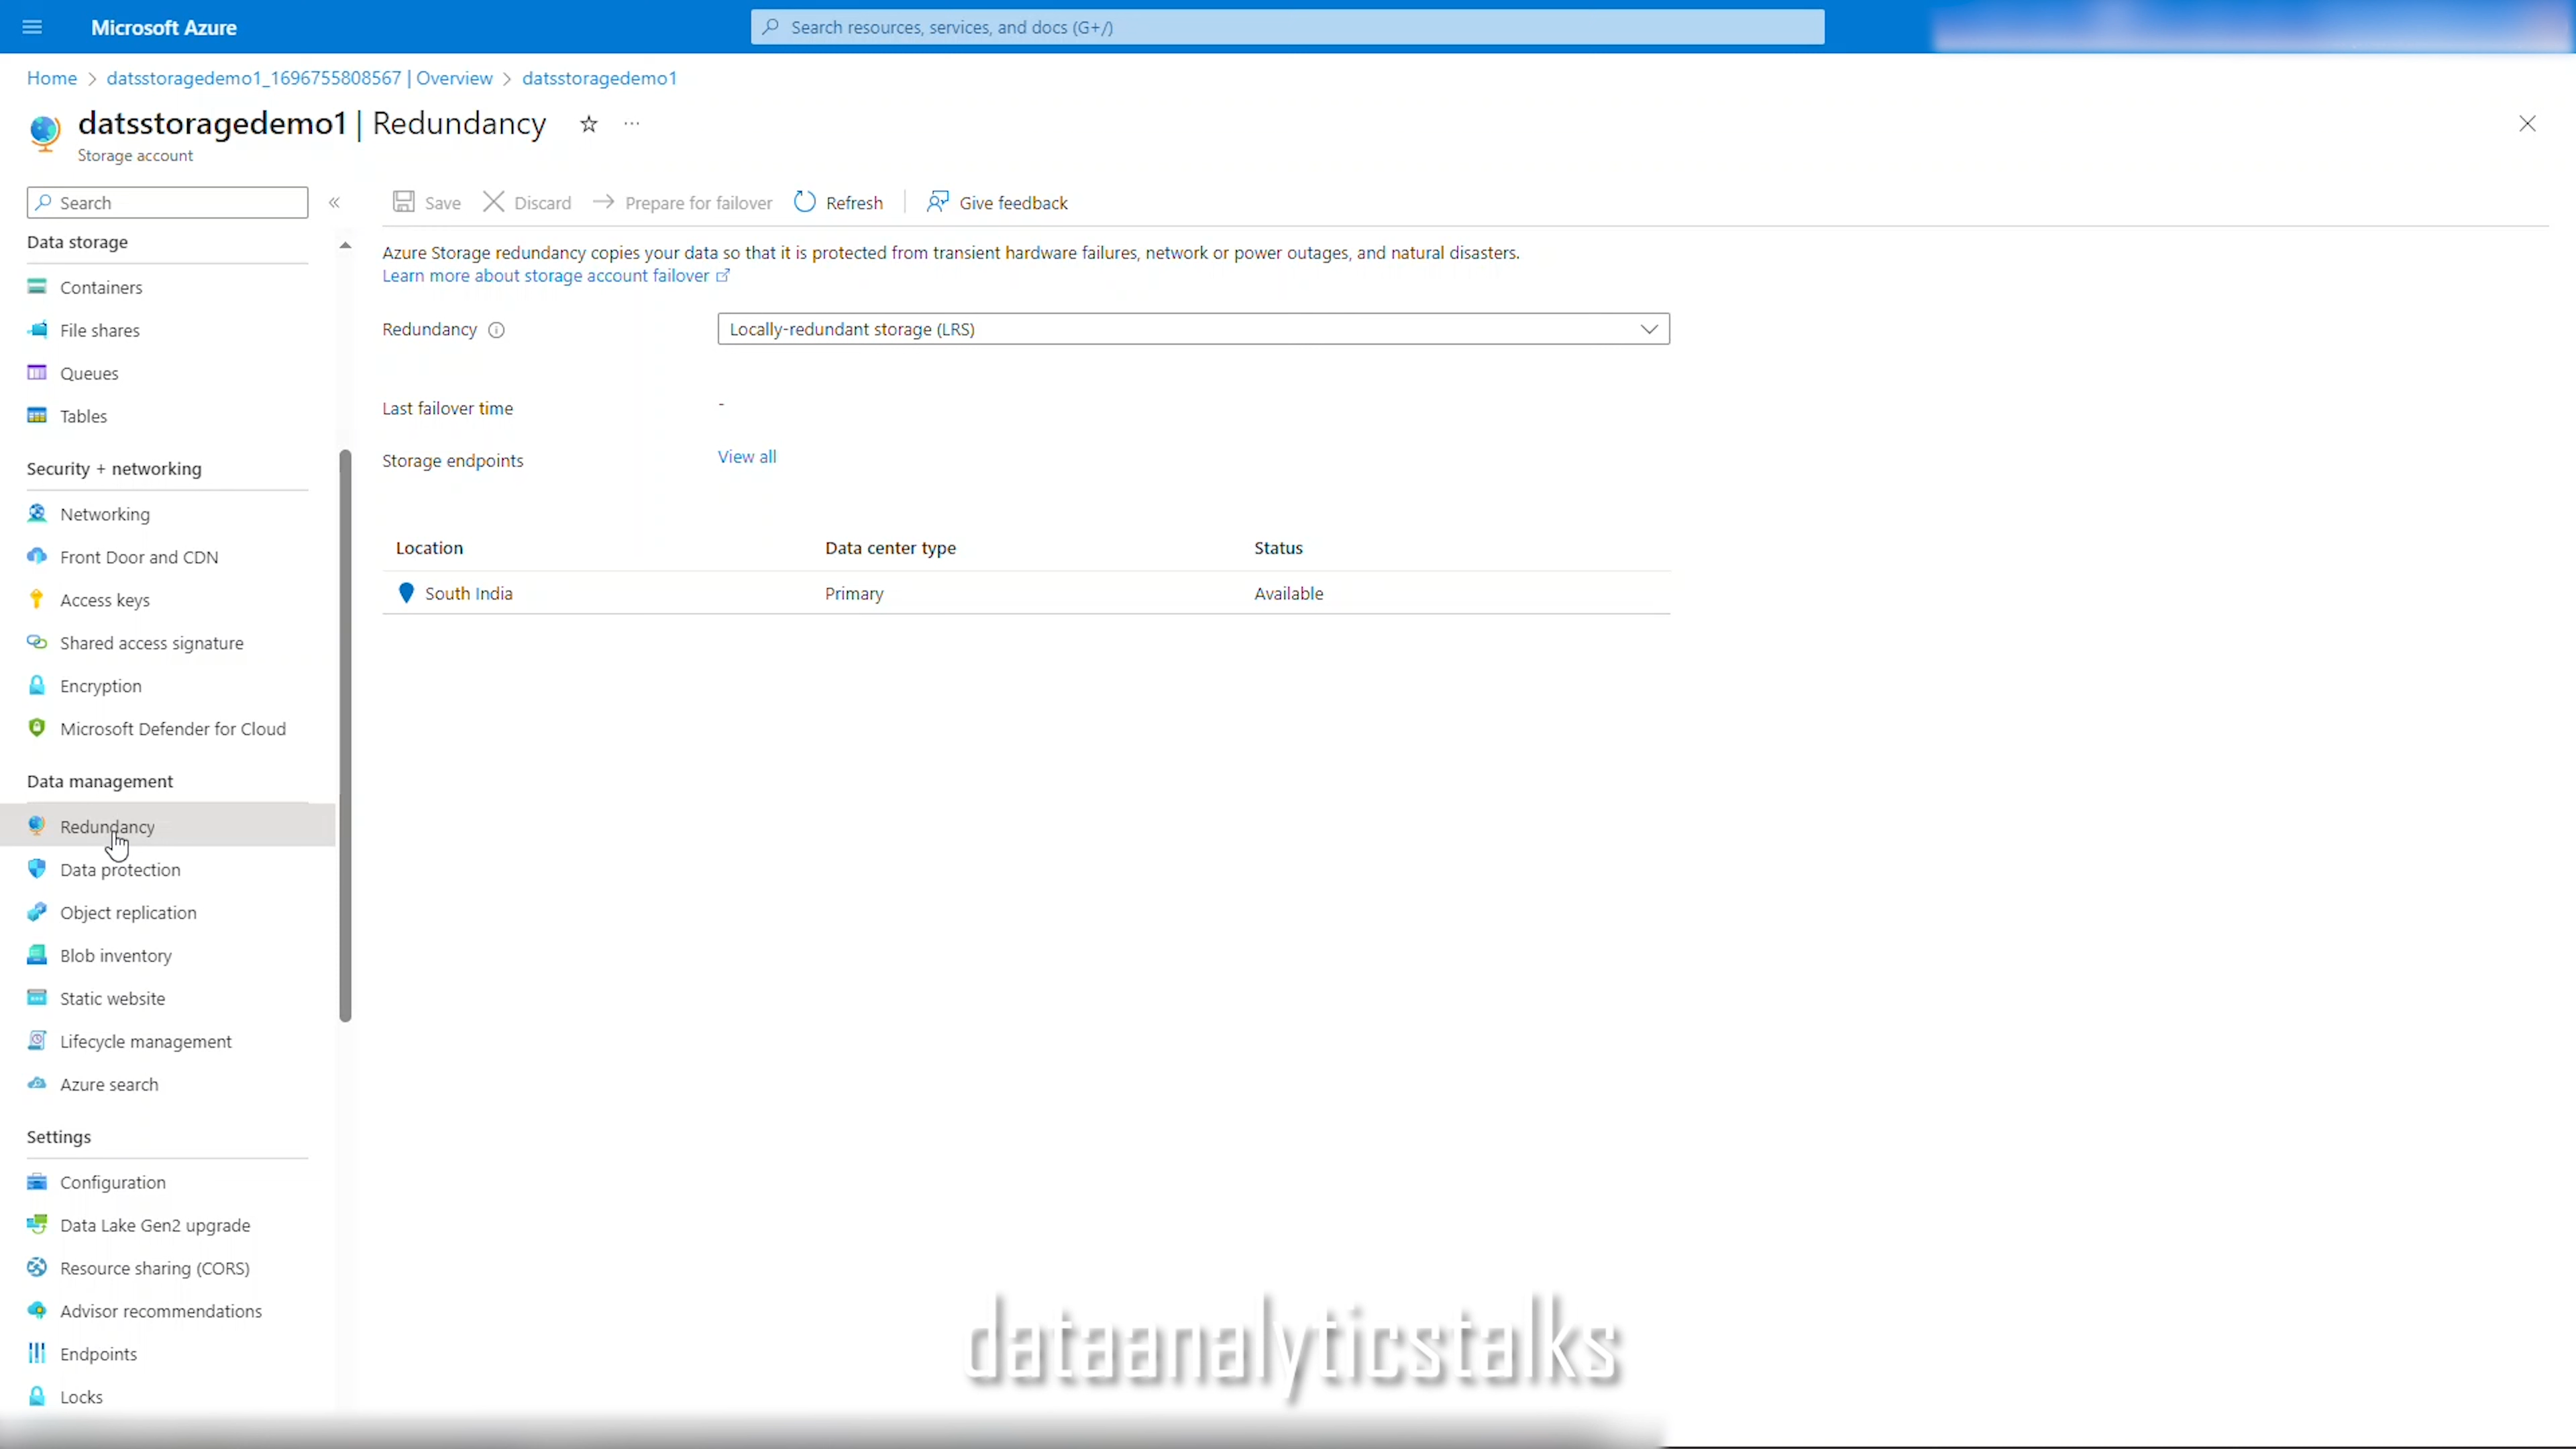 Microsoft Azure
Search resources, services, and docs (G+/)
Home > datsstoragedemo1_1696755808567 | Overview > datsstoragedemo1
datsstoragedemo1 | Redundancy
Storage account
Search
Save Discard Prepare for failover Refresh Give feedback
Data storage
Containers
File shares
Queues
Tables
Security + networking
Networking
Front Door and CDN
Access keys
Shared access signature
Encryption
Microsoft Defender for Cloud
Data management
Redundancy
Data protection
Object replication
Blob inventory
Static website
Lifecycle management
Azure search
Settings
Configuration
Data Lake Gen2 upgrade
Resource sharing (CORS)
Advisor recommendations
Endpoints
Locks
Azure Storage redundancy copies your data so that it is protected from transient hardware failures, network or power outages, and natural disasters.
Learn more about storage account failover
Redundancy Locally-redundant storage (LRS)
Last failover time -
Storage endpoints View all
Location Data center type Status
South India Primary Available
dataanalyticstalks